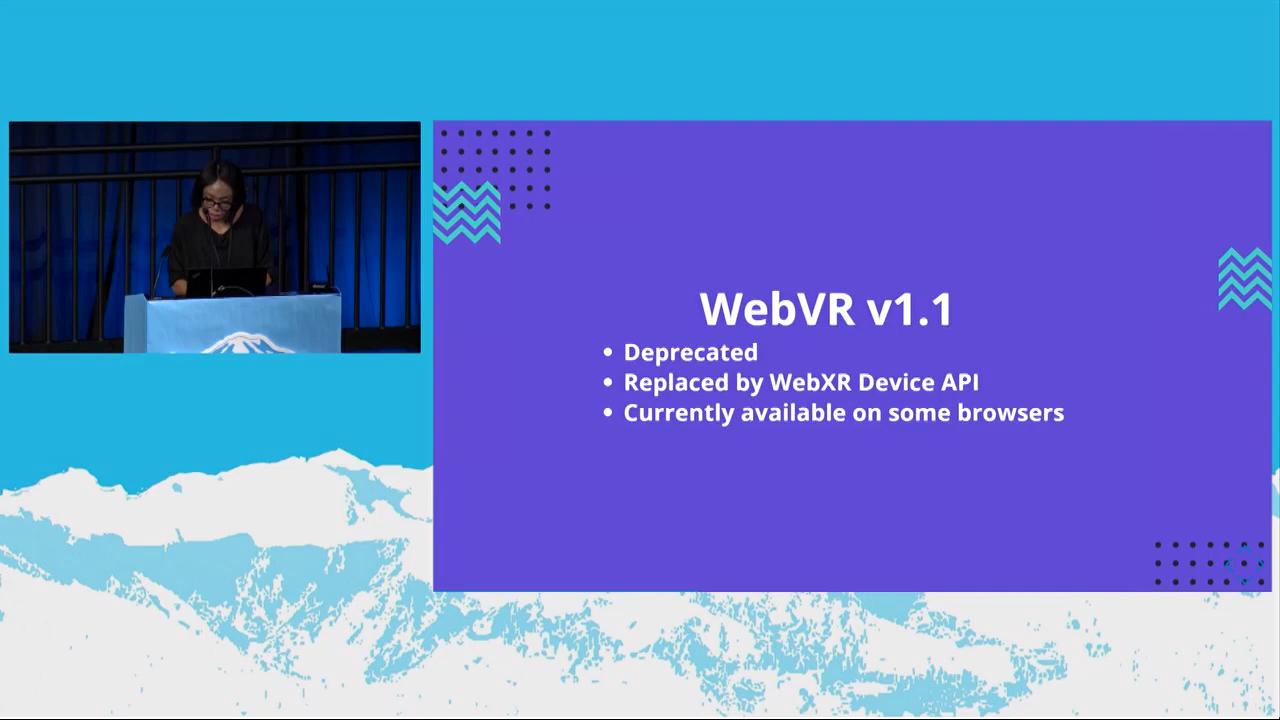 WebVR v1.1
• Deprecated
• Replaced by WebXR Device API
• Currently available on some browsers